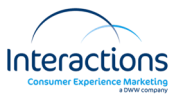 Interactions
Consumer Experience Marketing
a DWW company